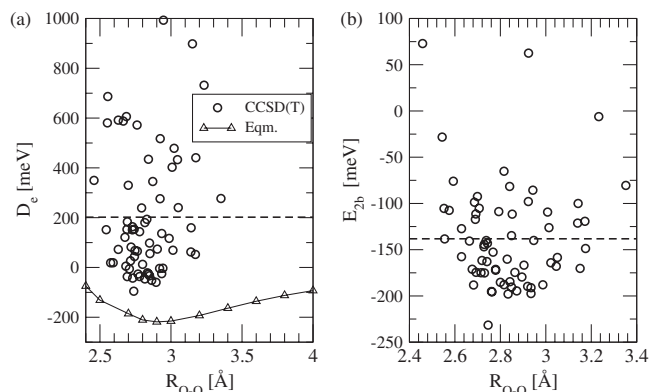 (a)
1000
800
600
400
200
0
-200
D_e [meV]
CCSD(T)
Eqm.
2.5 3 3.5 4
R_O-O [Å]
(b)
100
50
0
-50
-100
-150
-200
-250
E_2b [meV]
2.4 2.6 2.8 3 3.2 3.4
R_O-O [Å]